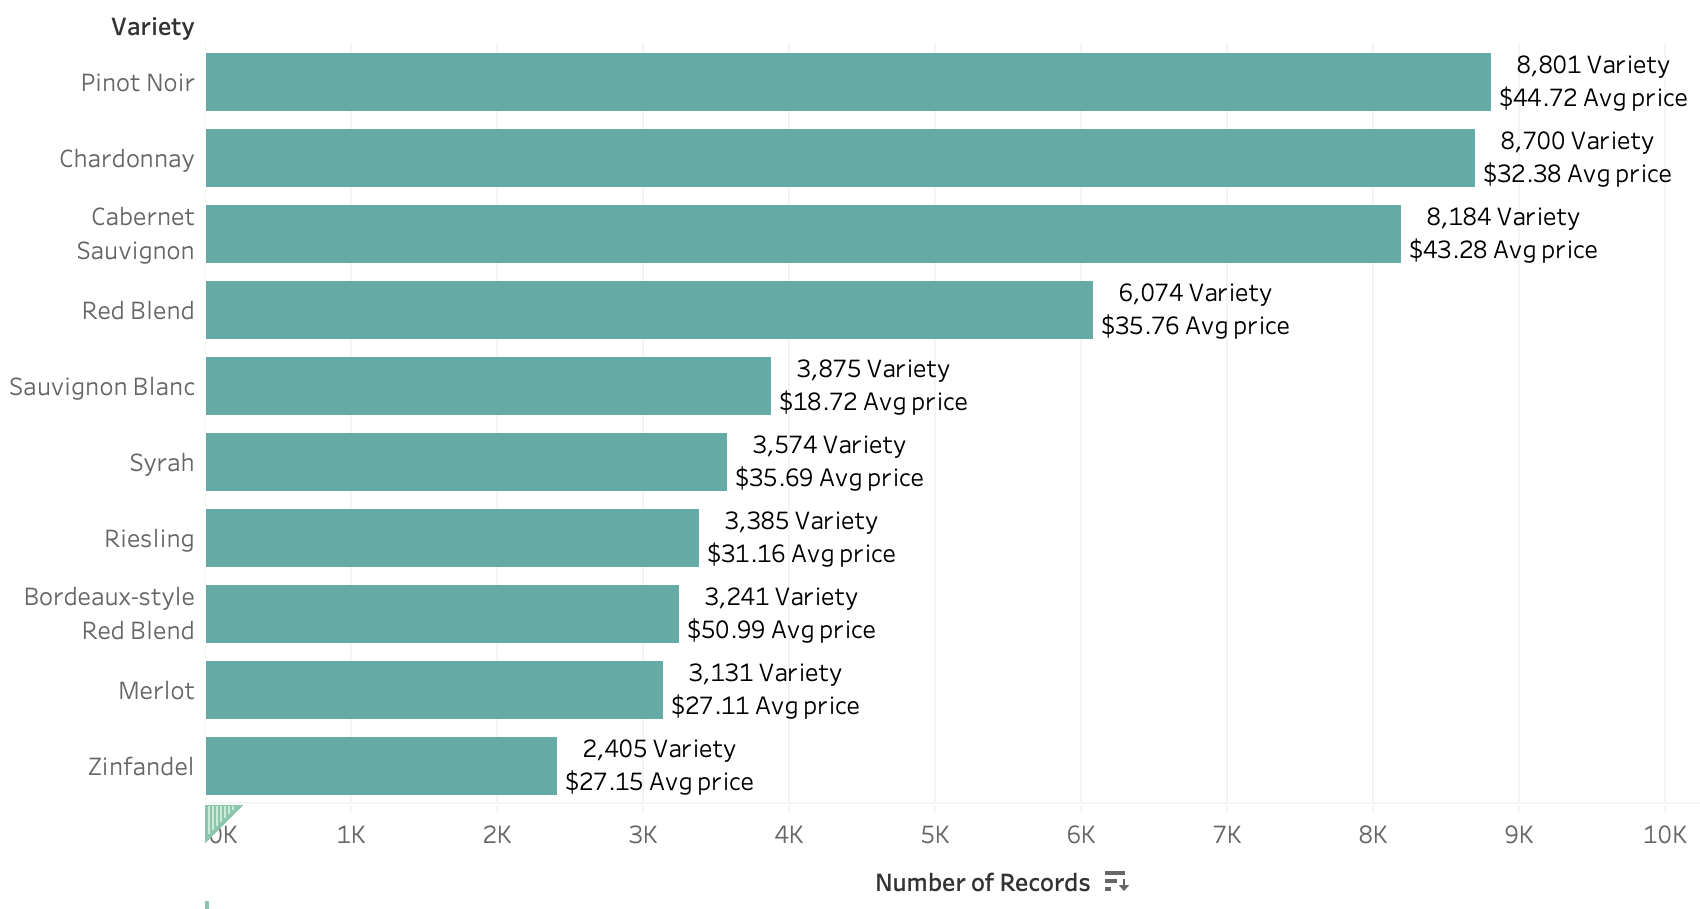 Variety
Pinot Noir
8,801 Variety
$44.72 Avg price
Chardonnay
8,700 Variety
$32.38 Avg price
Cabernet
Sauvignon
8,184 Variety
$43.28 Avg price
Red Blend
6,074 Variety
$35.76 Avg price
Sauvignon Blanc
3,875 Variety
$18.72 Avg price
Syrah
3,574 Variety
$35.69 Avg price
Riesling
3,385 Variety
$31.16 Avg price
Bordeaux-style
Red Blend
3,241 Variety
$50.99 Avg price
Merlot
3,131 Variety
$27.11 Avg price
Zinfandel
2,405 Variety
$27.15 Avg price
0K 1K 2K 3K 4K 5K 6K 7K 8K 9K 10K
Number of Records